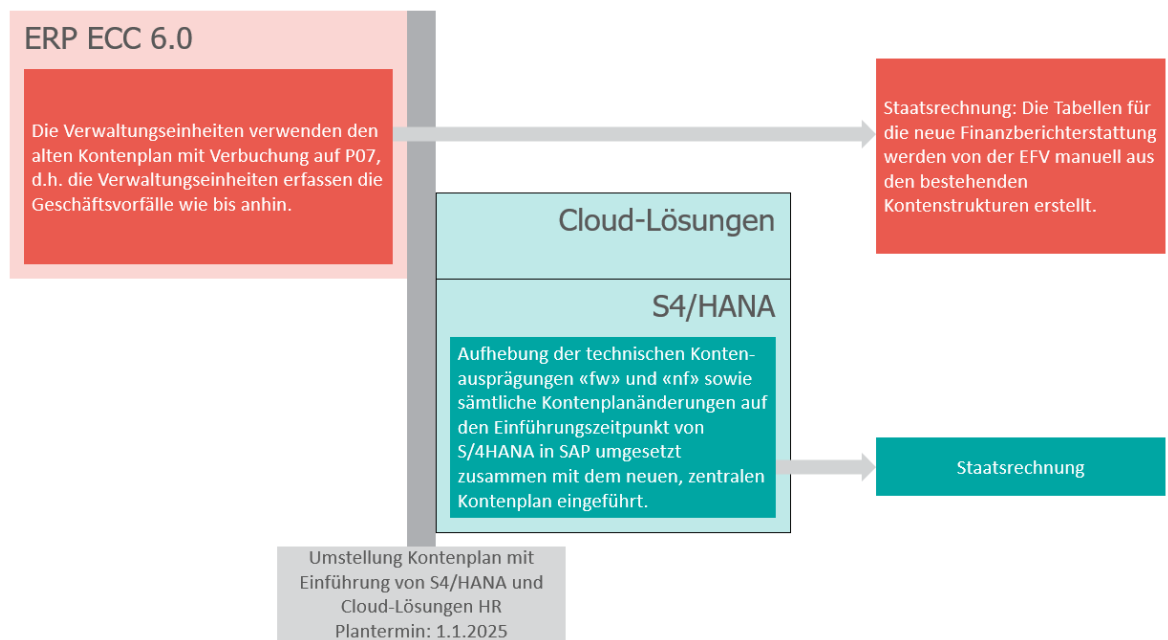 ERP ECC 6.0
Die Verwaltungseinheiten verwenden den
alten Kontenplan mit Verbuchung auf P07,
d.h. die Verwaltungseinheiten erfassen die
Geschäftsvorfälle wie bis anhin.
Staatsrechnung: Die Tabellen für
die neue Finanzberichterstattung
werden von der EFV manuell aus
den bestehenden
Kontenstrukturen erstellt.
Cloud-Lösungen
S4/HANA
Aufhebung der technischen Konten-
ausprägungen «fw» und «nf» sowie
sämtliche Kontenplanänderungen auf
den Einführungszeitpunkt von
S/4HANA in SAP umgesetzt
zusammen mit dem neuen, zentralen
Kontenplan eingeführt.
Staatsrechnung
Umstellung Kontenplan mit
Einführung von S4/HANA und
Cloud-Lösungen HR
Plantermin: 1.1.2025